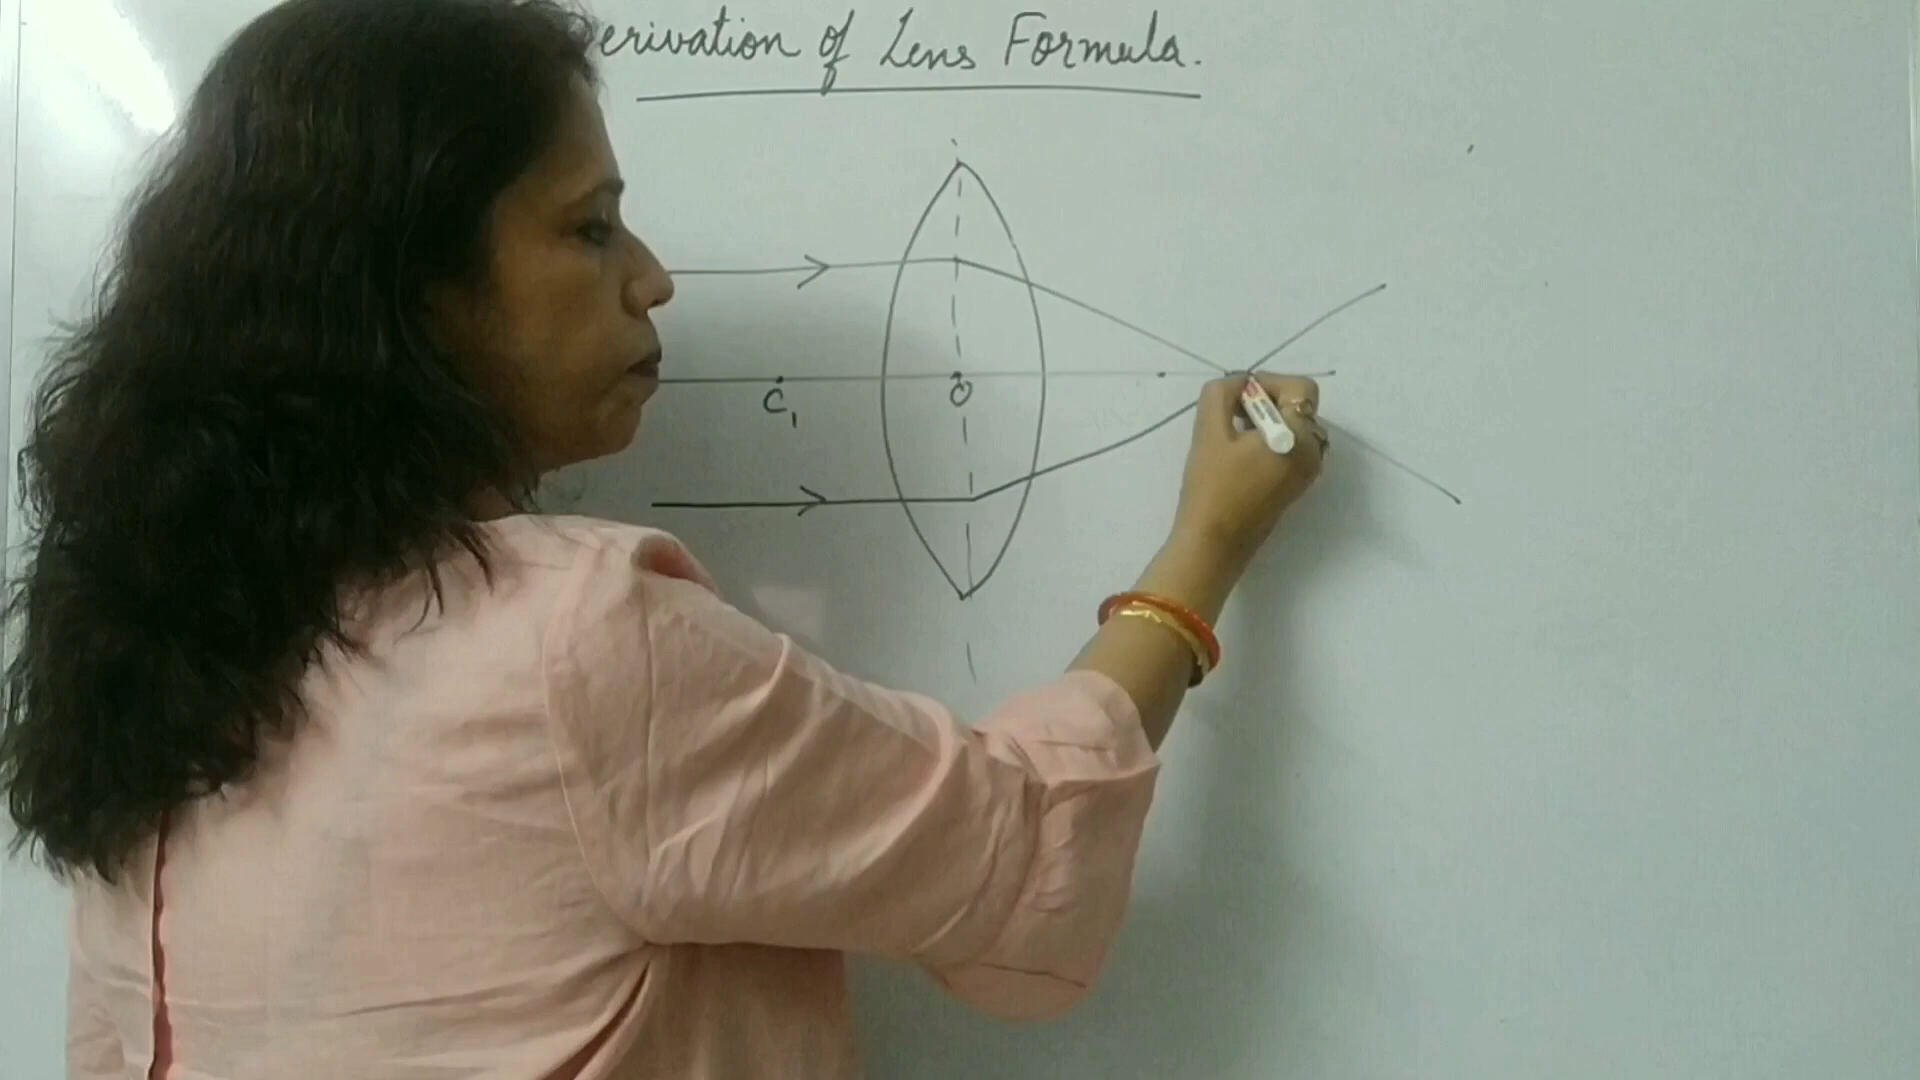 erivation of Lens Formula.
C₁
O